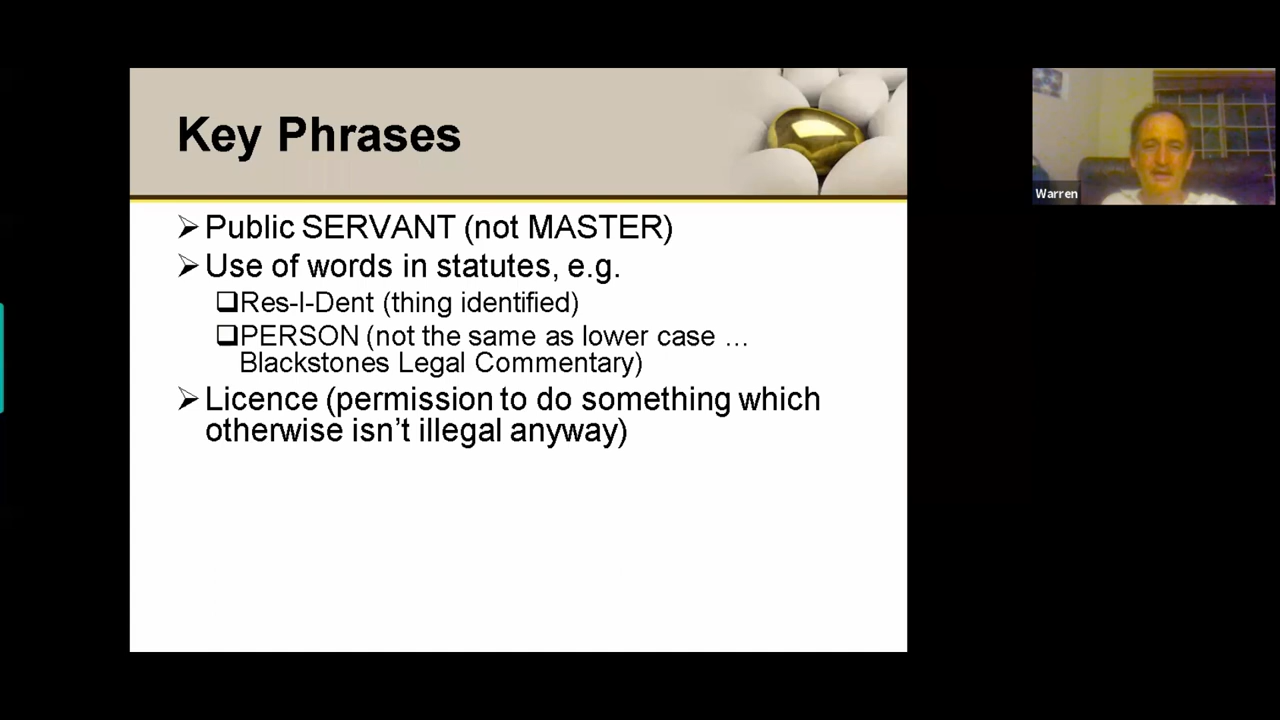 Key Phrases
Public SERVANT (not MASTER)
Use of words in statutes, e.g.
Res-I-Dent (thing identified)
PERSON (not the same as lower case …
Blackstones Legal Commentary)
Licence (permission to do something which
otherwise isn’t illegal anyway)
Warren